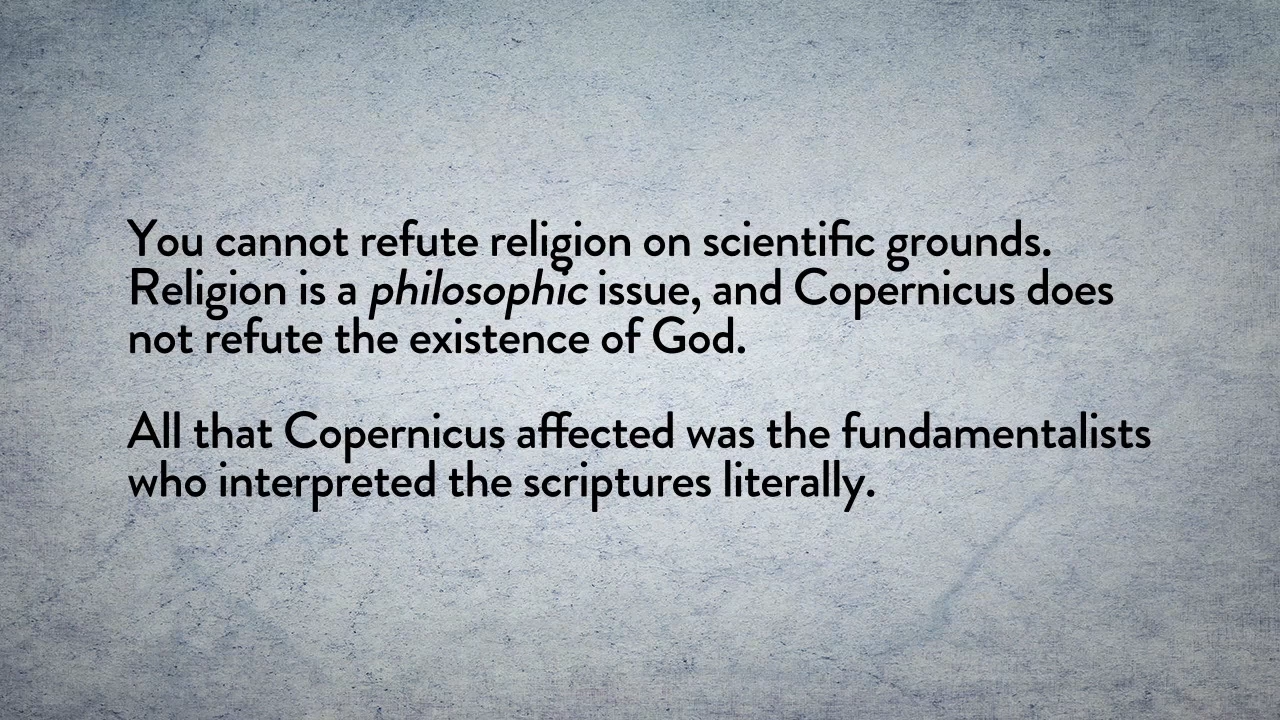 You cannot refute religion on scientific grounds.
Religion is a philosophic issue, and Copernicus does
not refute the existence of God.
All that Copernicus affected was the fundamentalists
who interpreted the scriptures literally.